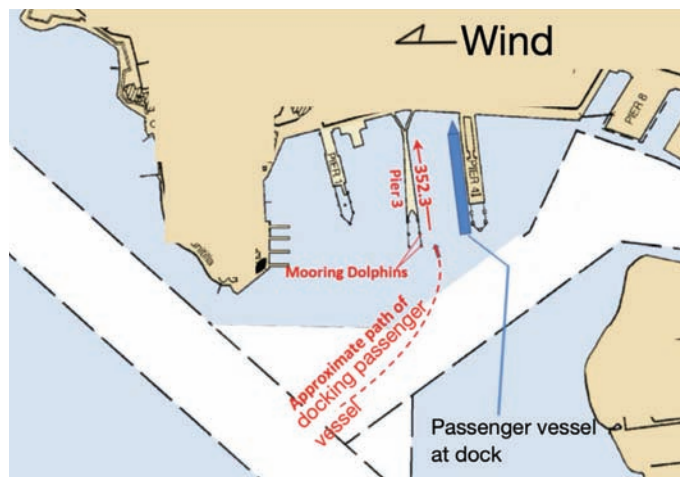 Wind
PIER 8
PIER 1
Pier 3
352.3
PIER 4
Mooring Dolphins
Approximate path of
docking passenger
vessel
Passenger vessel
at dock